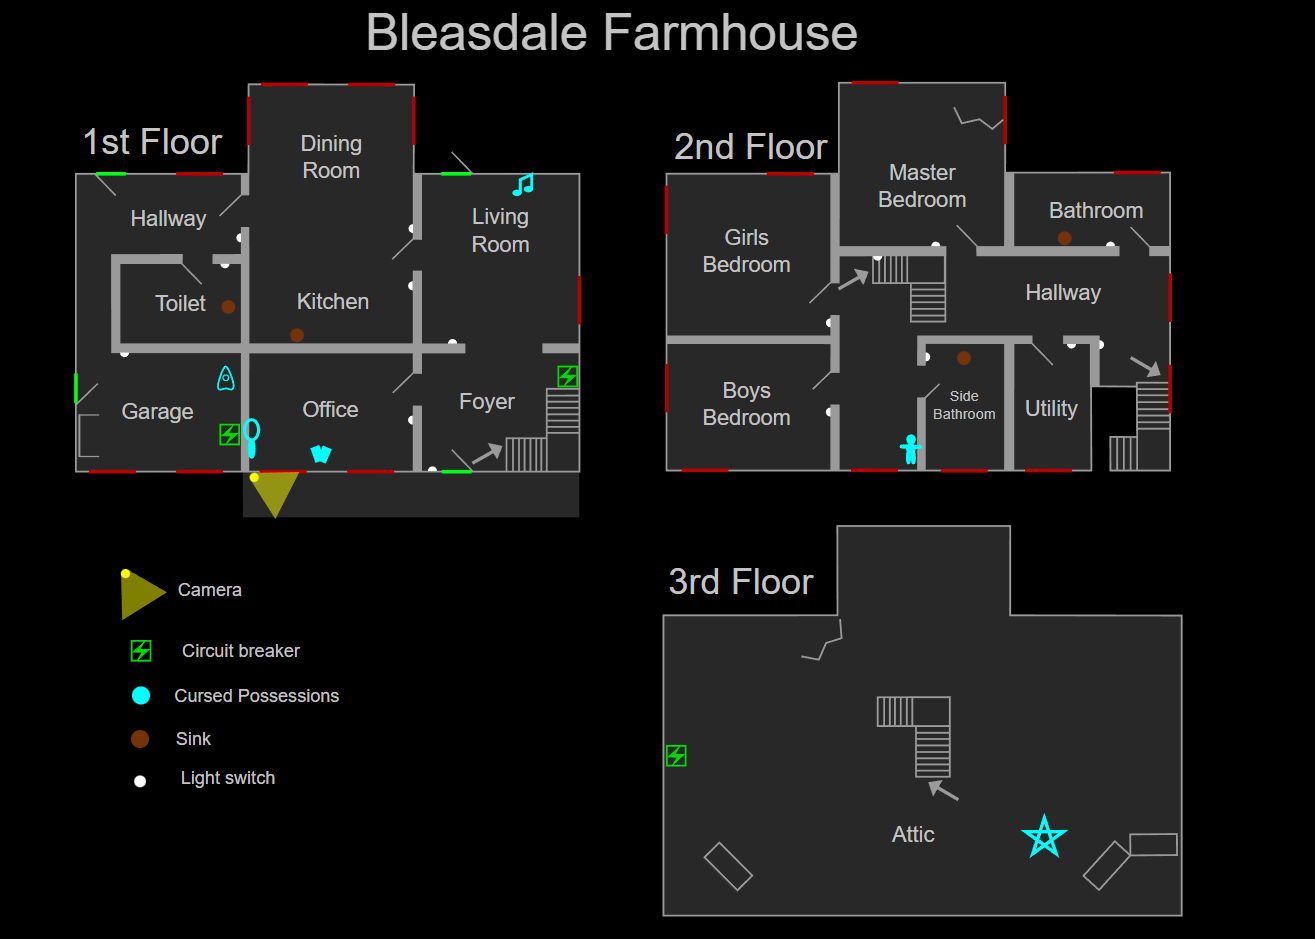 Bleasdale Farmhouse
1st Floor
Dining
Room
Hallway
Living
Room
Toilet
Kitchen
Garage
Office
Foyer
2nd Floor
Master
Bedroom
Bathroom
Girls
Bedroom
Hallway
Boys
Bedroom
Side
Bathroom
Utility
Camera
Circuit breaker
Cursed Possessions
Sink
Light switch
3rd Floor
Attic